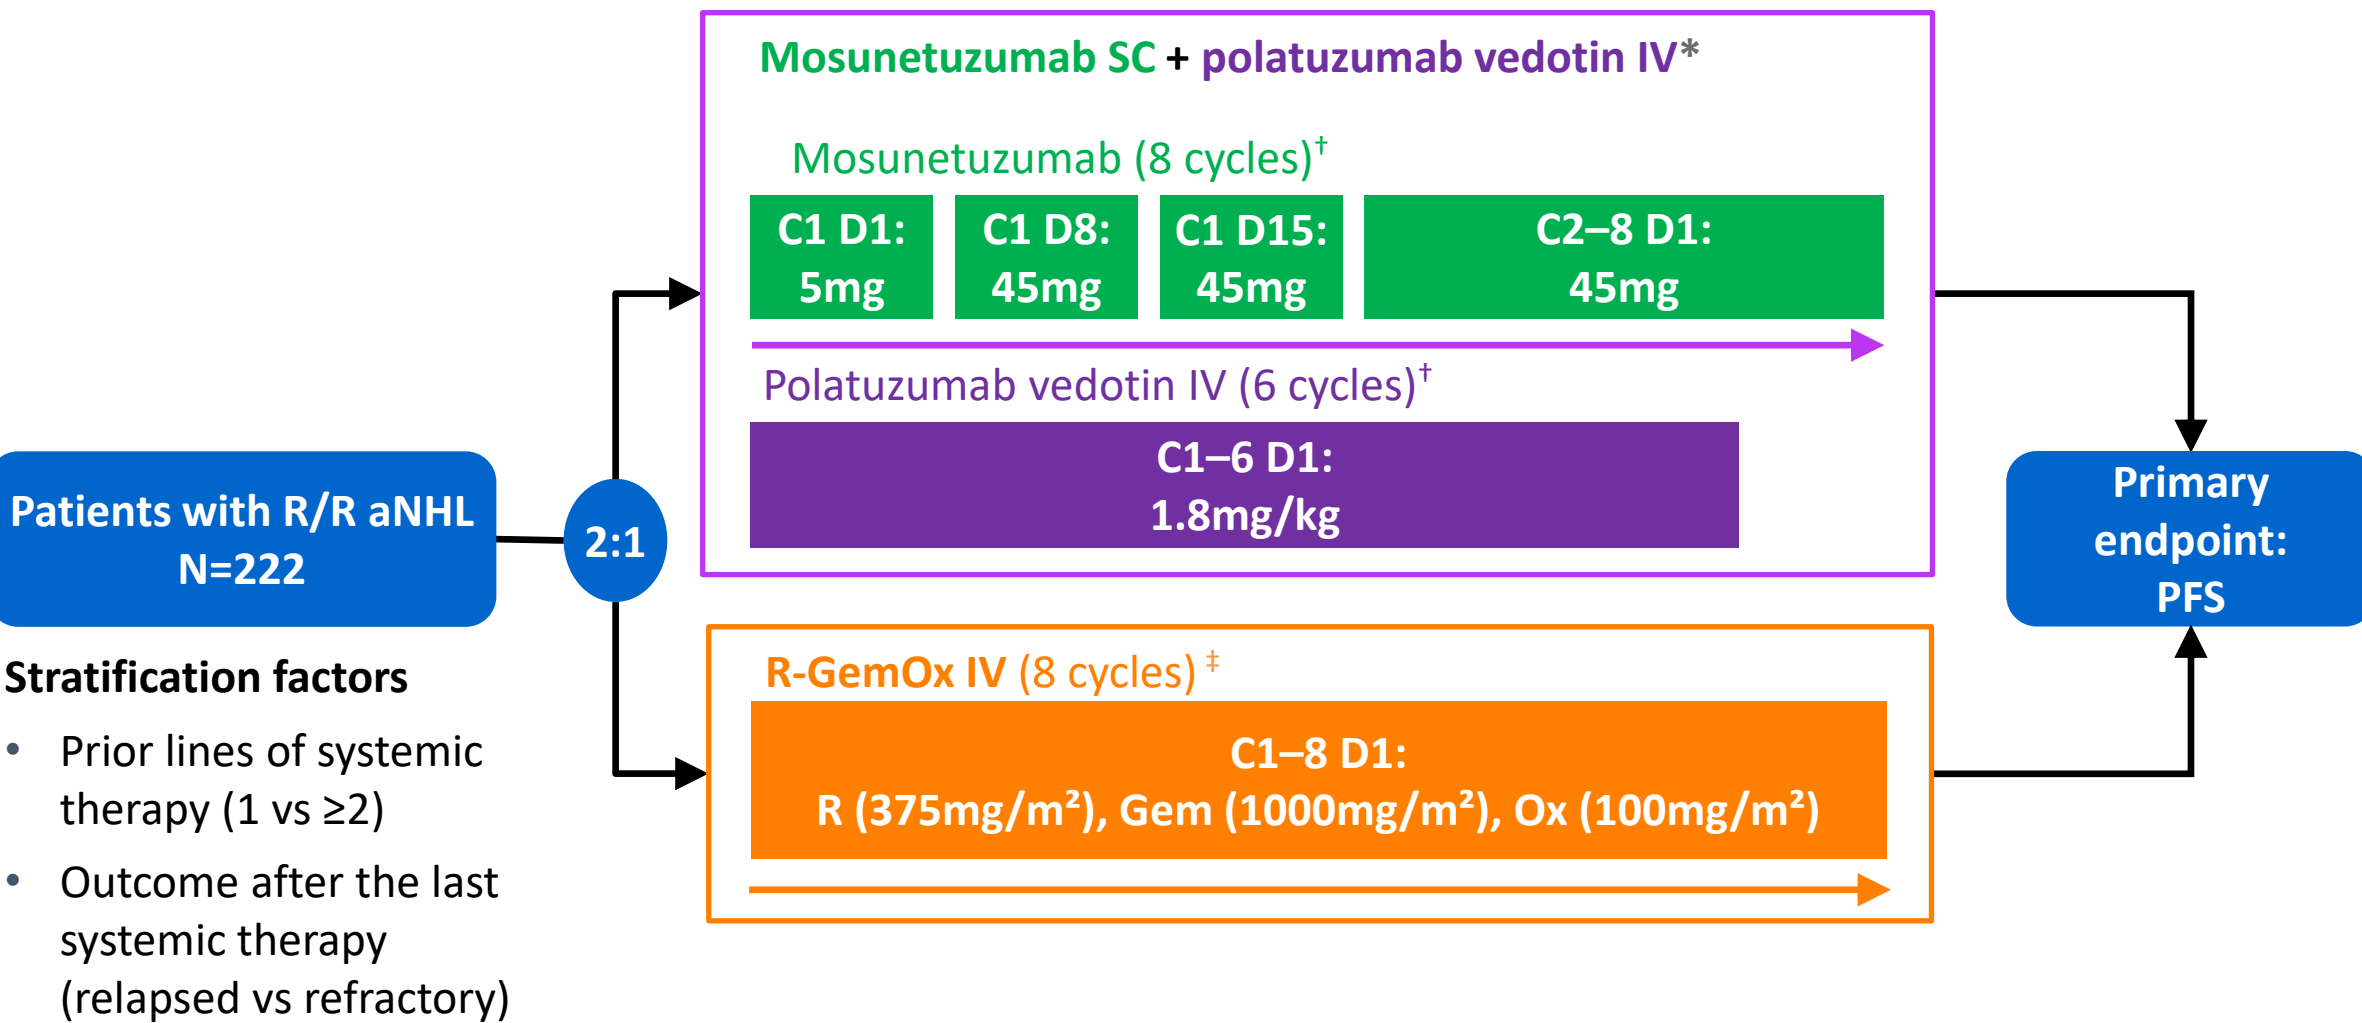 Mosunetuzumab SC + polatuzumab vedotin IV*
Mosunetuzumab (8 cycles)†
C1 D1:
5mg
C1 D8:
45mg
C1 D15:
45mg
C2–8 D1:
45mg
Polatuzumab vedotin IV (6 cycles)†
C1–6 D1:
1.8mg/kg
Patients with R/R aNHL
N=222
2:1
Primary
endpoint:
PFS
Stratification factors
• Prior lines of systemic
therapy (1 vs ≥2)
• Outcome after the last
systemic therapy
(relapsed vs refractory)
R-GemOx IV (8 cycles) ‡
C1–8 D1:
R (375mg/m²), Gem (1000mg/m²), Ox (100mg/m²)